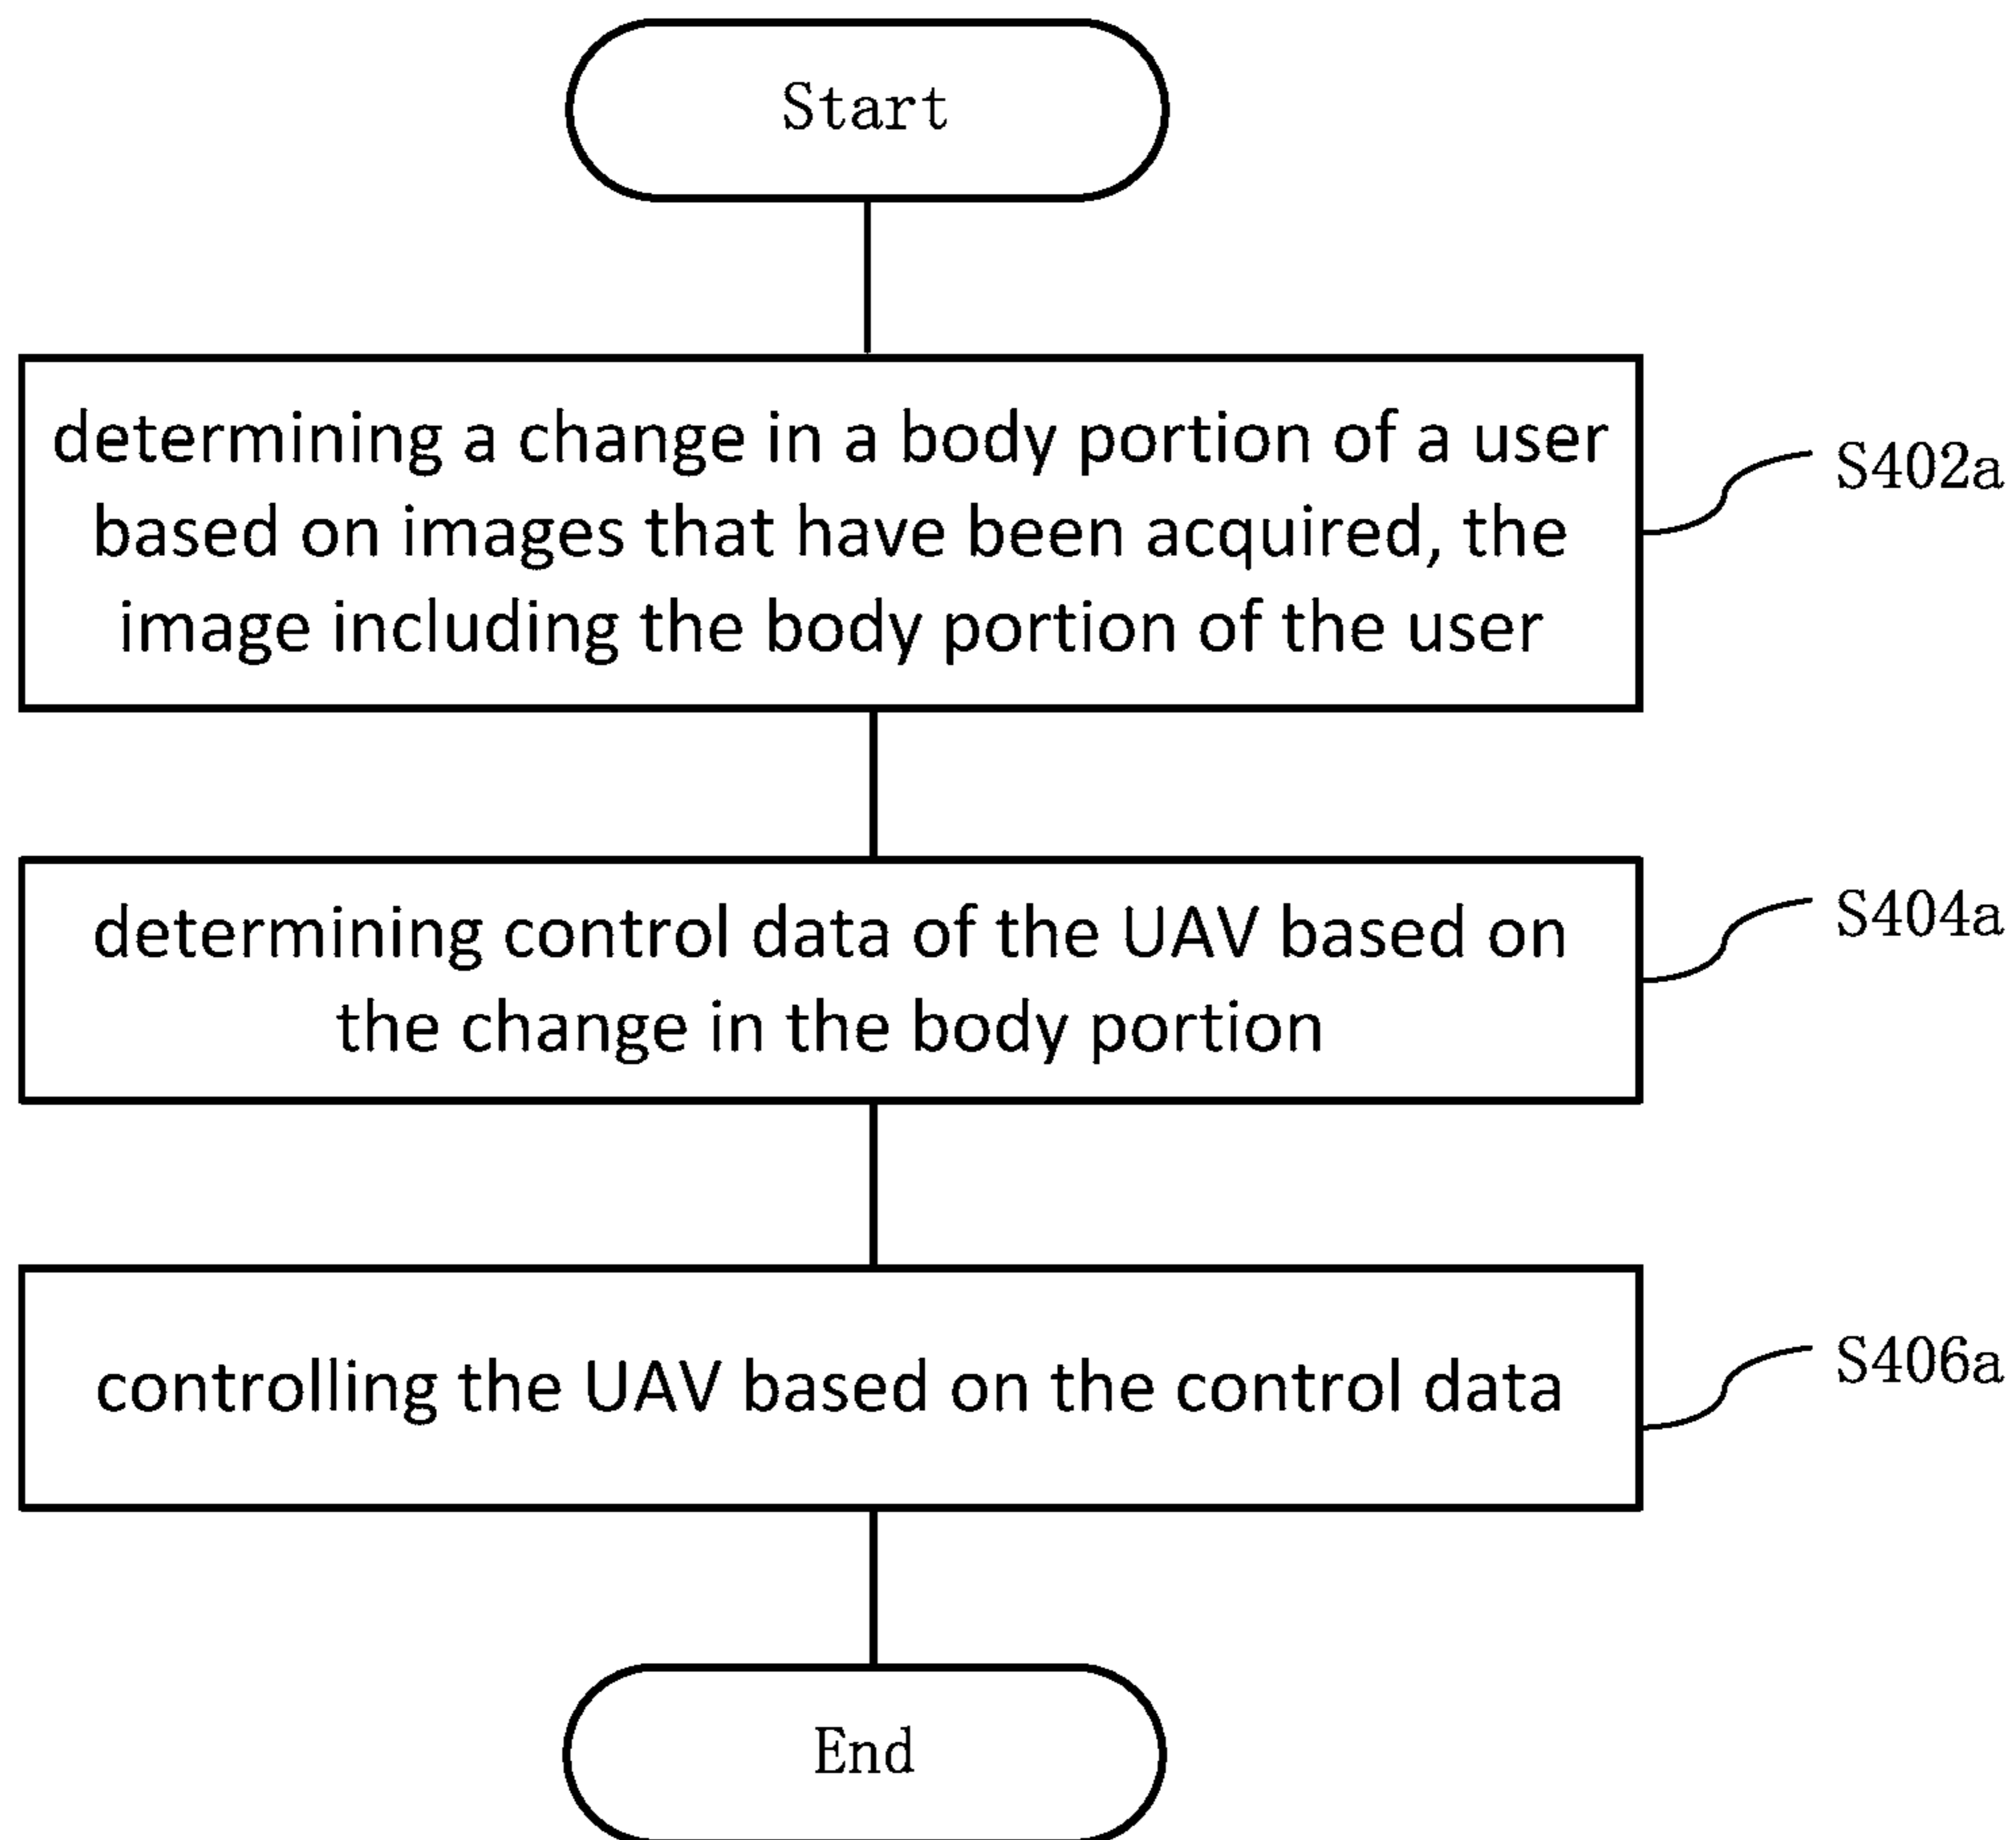 Start
determining a change in a body portion of a user
based on images that have been acquired, the
image including the body portion of the user
S402a
determining control data of the UAV based on
the change in the body portion
S404a
controlling the UAV based on the control data
S406a
End